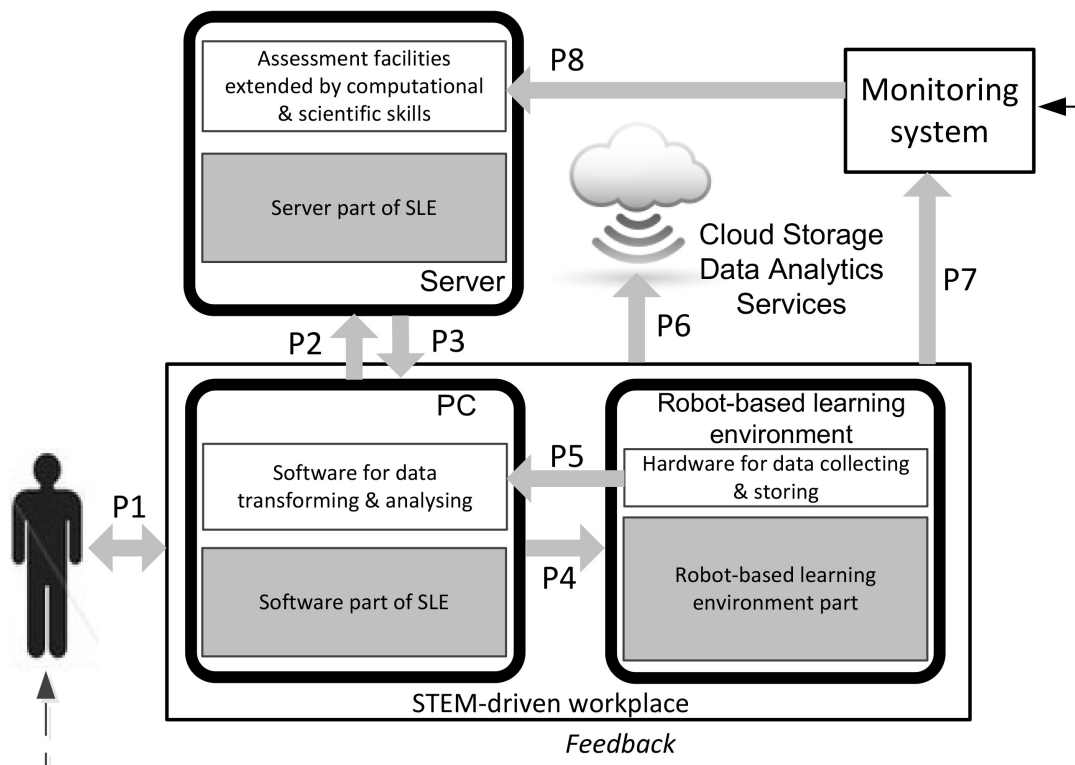 Assessment facilities
extended by computational
& scientific skills
Server part of SLE
Server
P8
Monitoring
system
Cloud Storage
Data Analytics
Services
P7
P6
P2
P3
PC
Software for data
transforming & analysing
Software part of SLE
P5
P4
Robot-based learning
environment
Hardware for data collecting
& storing
Robot-based learning
environment part
P1
STEM-driven workplace
Feedback